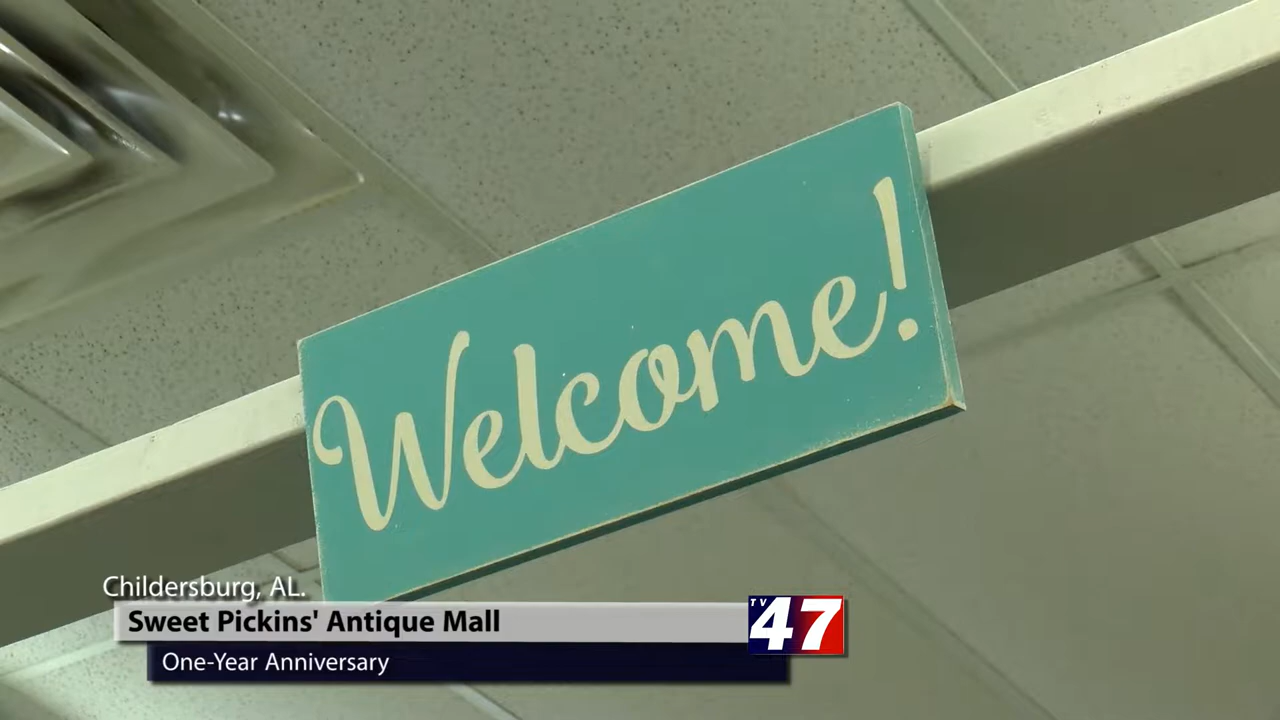 Welcome!
Childersburg, AL.
Sweet Pickins' Antique Mall
TV 47
One-Year Anniversary